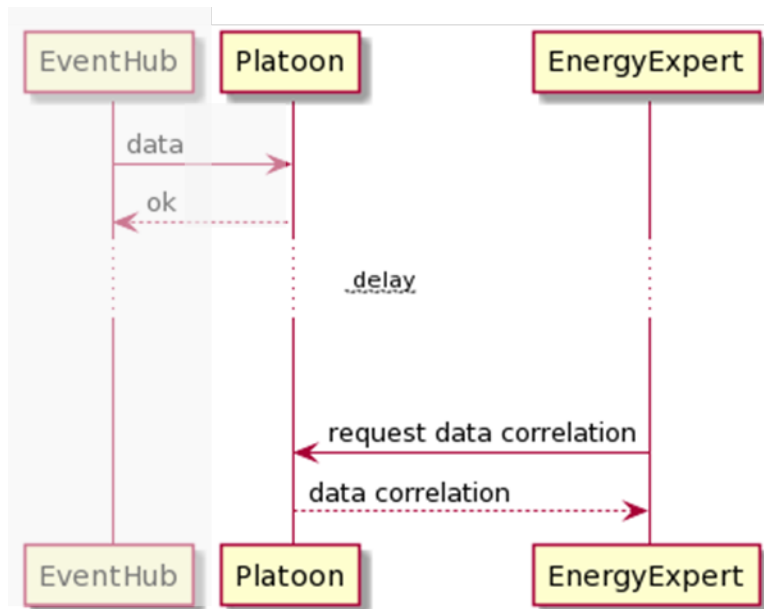 EventHub Platoon EnergyExpert
data
ok
delay
request data correlation
data correlation
EventHub Platoon EnergyExpert